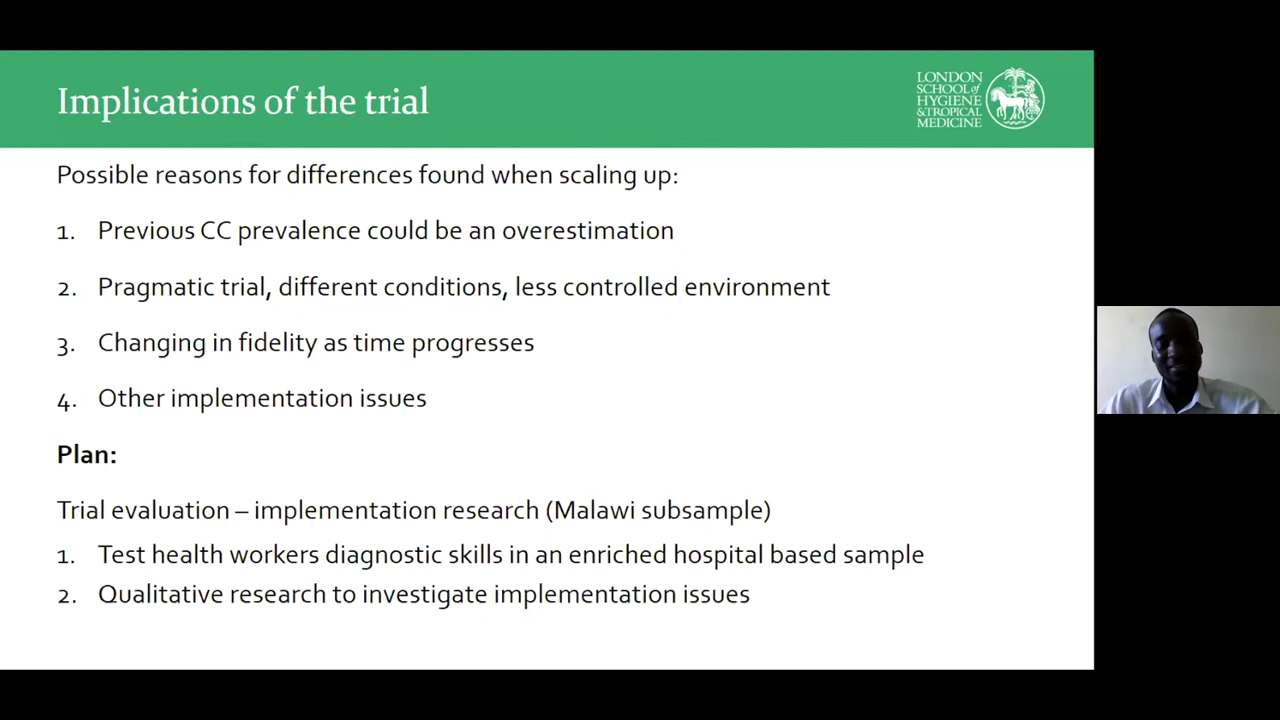 Implications of the trial
LONDON
SCHOOL of
HYGIENE
& TROPICAL
MEDICINE
Possible reasons for differences found when scaling up:
1. Previous CC prevalence could be an overestimation
2. Pragmatic trial, different conditions, less controlled environment
3. Changing in fidelity as time progresses
4. Other implementation issues
Plan:
Trial evaluation – implementation research (Malawi subsample)
1. Test health workers diagnostic skills in an enriched hospital based sample
2. Qualitative research to investigate implementation issues